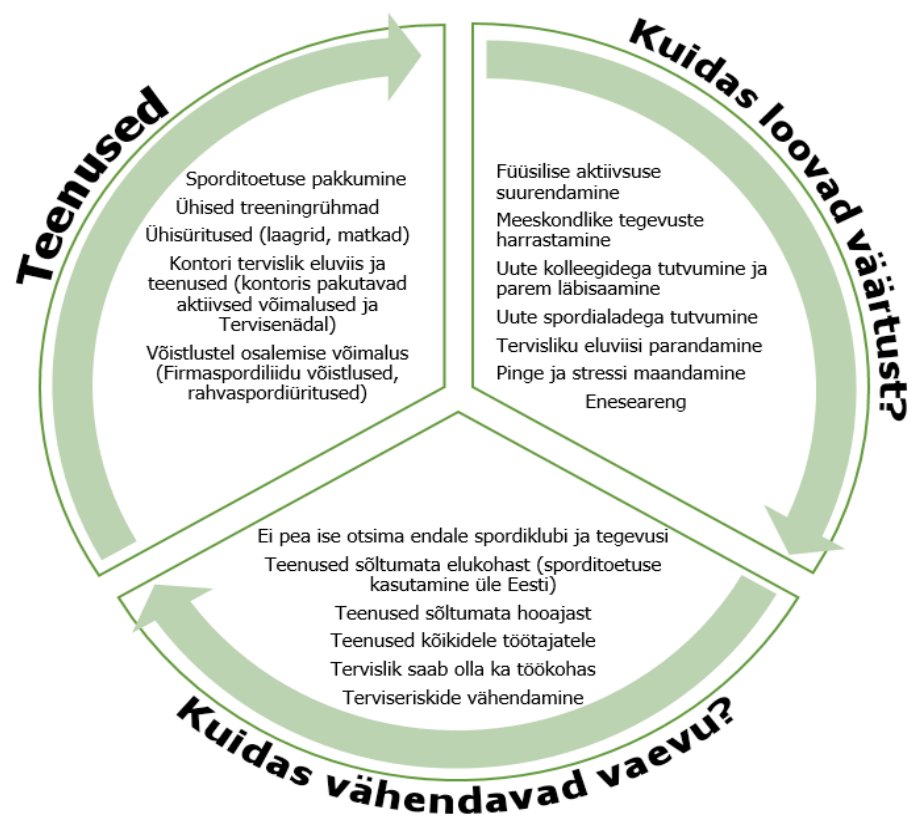 Teenused
Sporditoetuse pakkumine
Ühised treeningrühmad
Ühisüritused (laagrid, matkad)
Kontori tervislik eluviis ja
teenused (kontoris pakutavad
aktiivsed võimalused ja
Tervisenädal)
Võistlustel osalemise võimalus
(Firmaspordiliidu võistlused,
rahvaspordiüritused)
Kuidas loovad väärtust?
Füüsilise aktiivsuse
suurendamine
Meeskondlike tegevuste
harrastamine
Uute kolleegidega tutvumine ja
parem läbisaamine
Uute spordialadega tutvumine
Tervisliku eluviisi parandamine
Pinge ja stressi maandamine
Eneseareng
Ei pea ise otsima endale spordiklubi ja tegevusi
Teenused sõltumata elukohast (sporditoetuse
kasutamine üle Eesti)
Teenused sõltumata hooajast
Teenused kõikidele töötajatele
Tervislik saab olla ka töökohas
Terviseriskide vähendamine
Kuidas vähendavad vaevu?